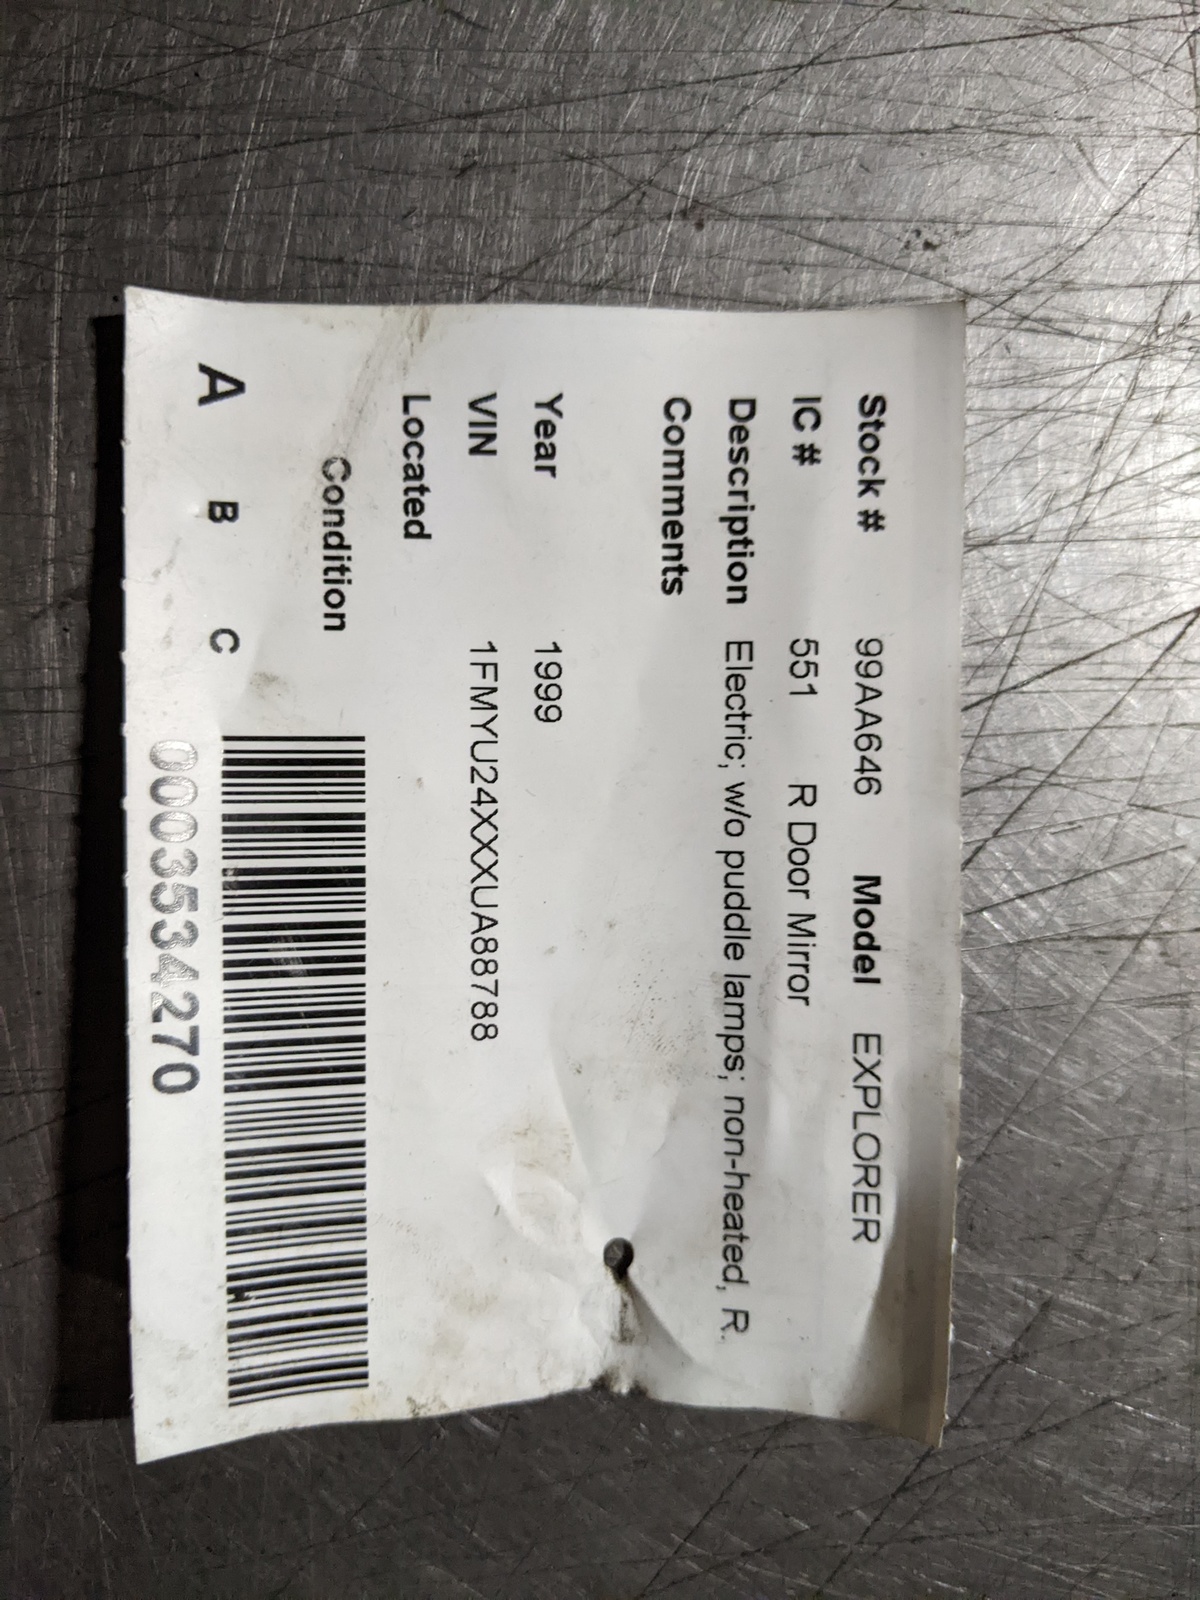 Stock # 99AA646 Model EXPLORER
IC # 551 R Door Mirror
Description Electric; w/o puddle lamps; non-heated, R.
Comments
Year 1999
VIN 1FMYU24XXXUA88788
Located
Condition
A B C
0003534270